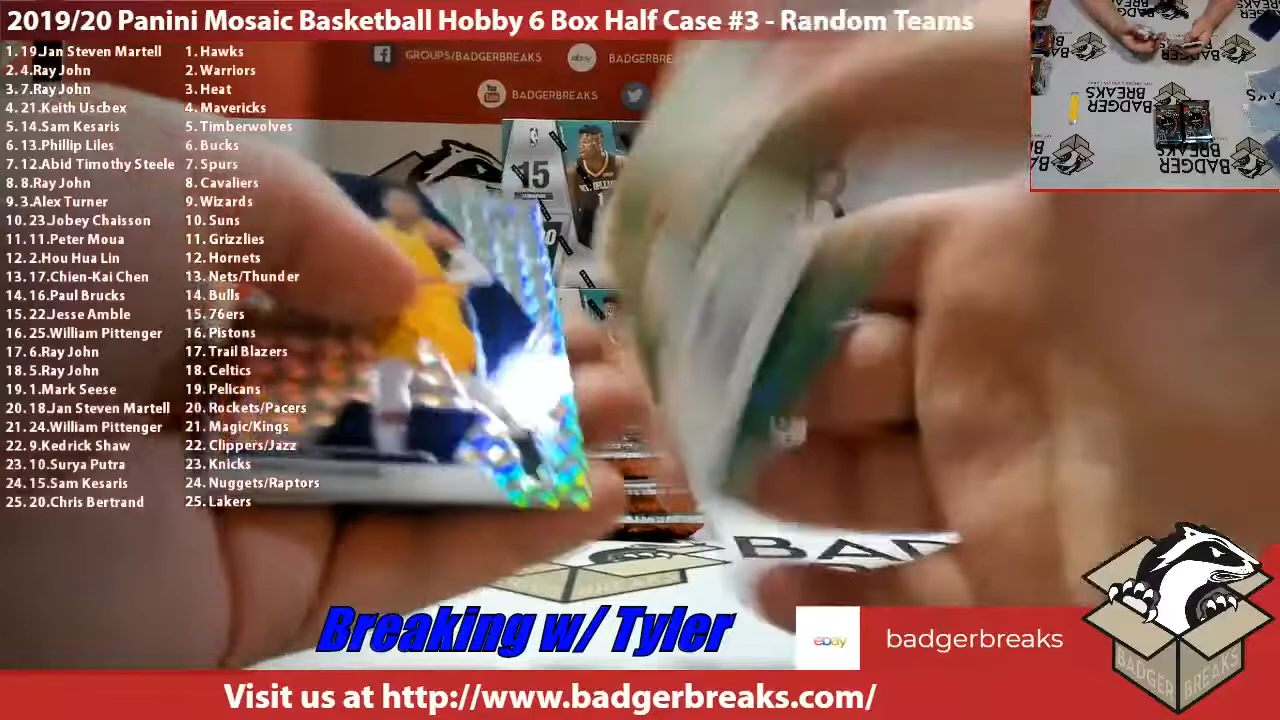 2019/20 Panini Mosaic Basketball Hobby 6 Box Half Case #3 - Random Teams
1. 19.Jan Steven Martell
2. 4.Ray John
3. 7.Ray John
4. 21.Keith Uscbex
5. 14.Sam Kesaris
6. 13.Phillip Liles
7. 12.Abid Timothy Steele
8. 8.Ray John
9. 3.Alex Turner
10. 23.Jobey Chaisson
11. 11.Peter Moua
12. 2.Hou Hua Lin
13. 17.Chien-Kai Chen
14. 16.Paul Brucks
15. 22.Jesse Amble
16. 25.William Pittenger
17. 6.Ray John
18. 5.Ray John
19. 1.Mark Seese
20. 18.Jan Steven Martell
21. 24.William Pittenger
22. 9.Kedrick Shaw
23. 10.Surya Putra
24. 15.Sam Kesaris
25. 20.Chris Bertrand
1. Hawks
2. Warriors
3. Heat
4. Mavericks
5. Timberwolves
6. Bucks
7. Spurs
8. Cavaliers
9. Wizards
10. Suns
11. Grizzlies
12. Hornets
13. Nets/Thunder
14. Bulls
15. 76ers
16. Pistons
17. Trail Blazers
18. Celtics
19. Pelicans
20. Rockets/Pacers
21. Magic/Kings
22. Clippers/Jazz
23. Knicks
24. Nuggets/Raptors
25. Lakers
GROUPS/BADGERBREAKS
ebay
BADGERBRE
You Tube
BADGERBREAKS
15
BADGER
BREAKS
Breaking w/ Tyler
ebay
badgerbreaks
BADGER BREAKS
Visit us at http://www.badgerbreaks.com/